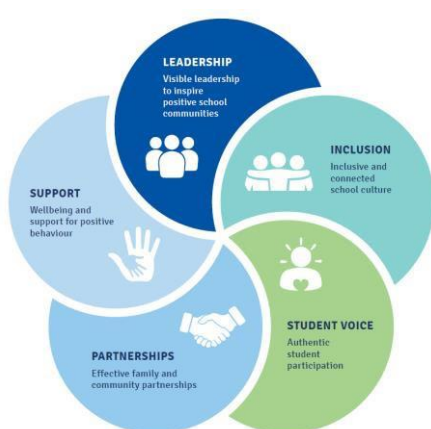 LEADERSHIP
Visible leadership
to inspire
positive school
communities
INCLUSION
Inclusive and
connected
school culture
STUDENT VOICE
Authentic
student
participation
PARTNERSHIPS
Effective family and
community partnerships
SUPPORT
Wellbeing and
support for positive
behaviour